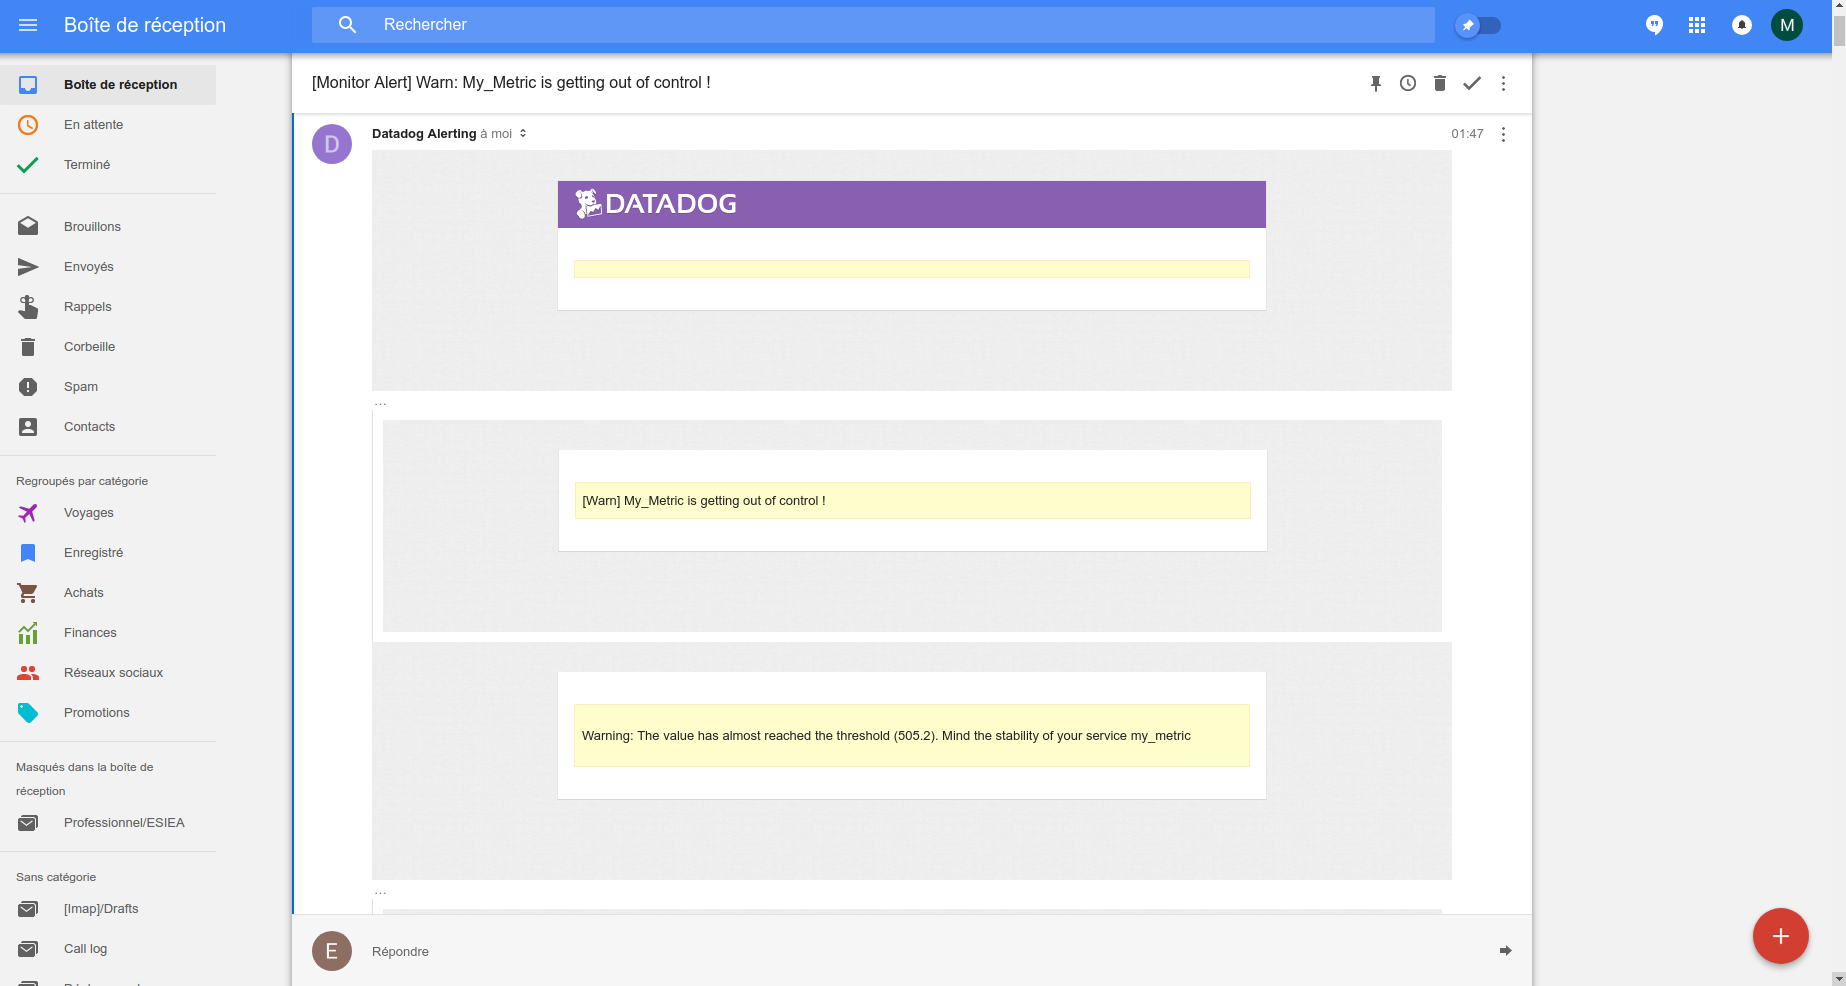 Boîte de réception
Rechercher
M
Boîte de réception
En attente
Terminé
Brouillons
Envoyés
Rappels
Corbeille
Spam
Contacts
Regroupés par catégorie
Voyages
Enregistré
Achats
Finances
Réseaux sociaux
Promotions
Masqués dans la boîte de
réception
Professionnel/ESIEA
Sans catégorie
[Imap]/Drafts
Call log
[Monitor Alert] Warn: My_Metric is getting out of control !
D
Datadog Alerting à moi
01:47
DATADOG
...
[Warn] My_Metric is getting out of control !
Warning: The value has almost reached the threshold (505.2). Mind the stability of your service my_metric
...
E
Répondre